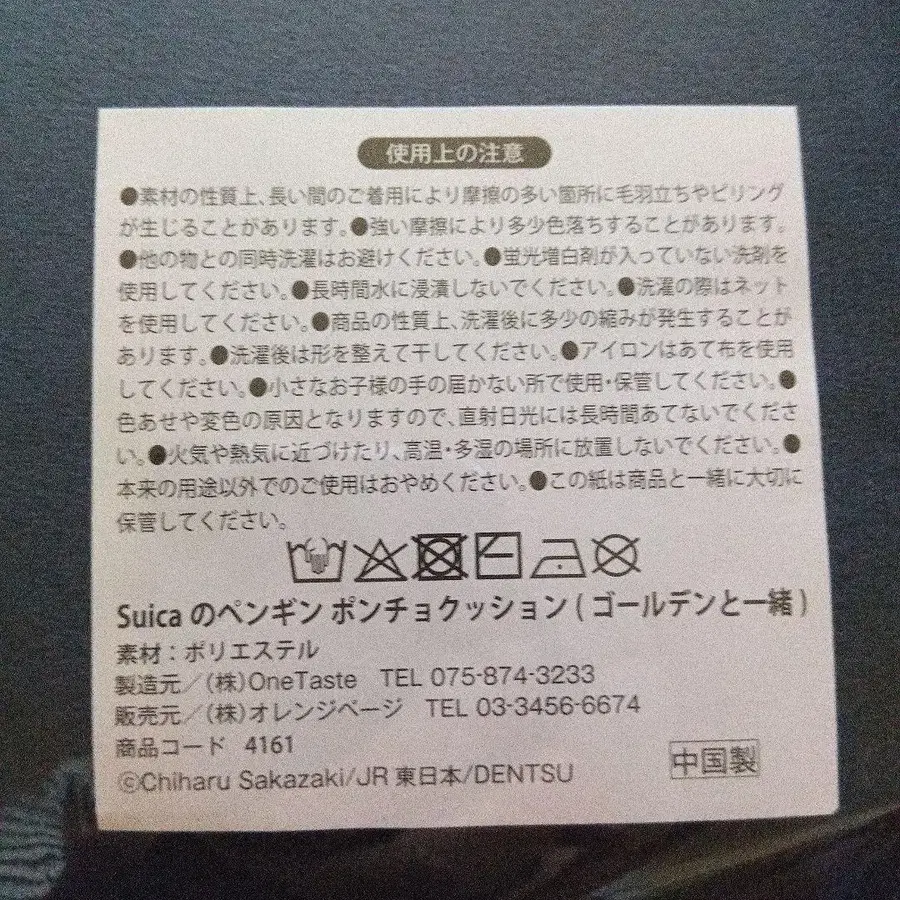 使用上の注意
●素材の性質上、長い間のご着用により摩擦の多い箇所に毛羽立ちやピリング
が生じることがあります。●強い摩擦により多少色落ちすることがあります。
●他の物との同時洗濯はお避けください。●蛍光増白剤が入っていない洗剤を
使用してください。●長時間水に浸漬しないでください。●洗濯の際はネット
を使用してください。●商品の性質上、洗濯後に多少の縮みが発生することが
あります。●洗濯後は形を整えて干してください。●アイロンはあて布を使用
してください。●小さなお子様の手の届かない所で使用・保管してください。●
色あせや変色の原因となりますので、直射日光には長時間あてないでくださ
い。●火気や熱気に近づけたり、高温・多湿の場所に放置しないでください。●
本来の用途以外でのご使用はおやめください。●この紙は商品と一緒に大切に
保管してください。
Suica のペンギン ポンチョクッション ( ゴールデンと一緒 )
素材：ポリエステル
製造元／(株)OneTaste TEL 075-874-3233
販売元／(株)オレンジページ TEL 03-3456-6674
商品コード 4161
©Chiharu Sakazaki/JR 東日本/DENTSU
中国製